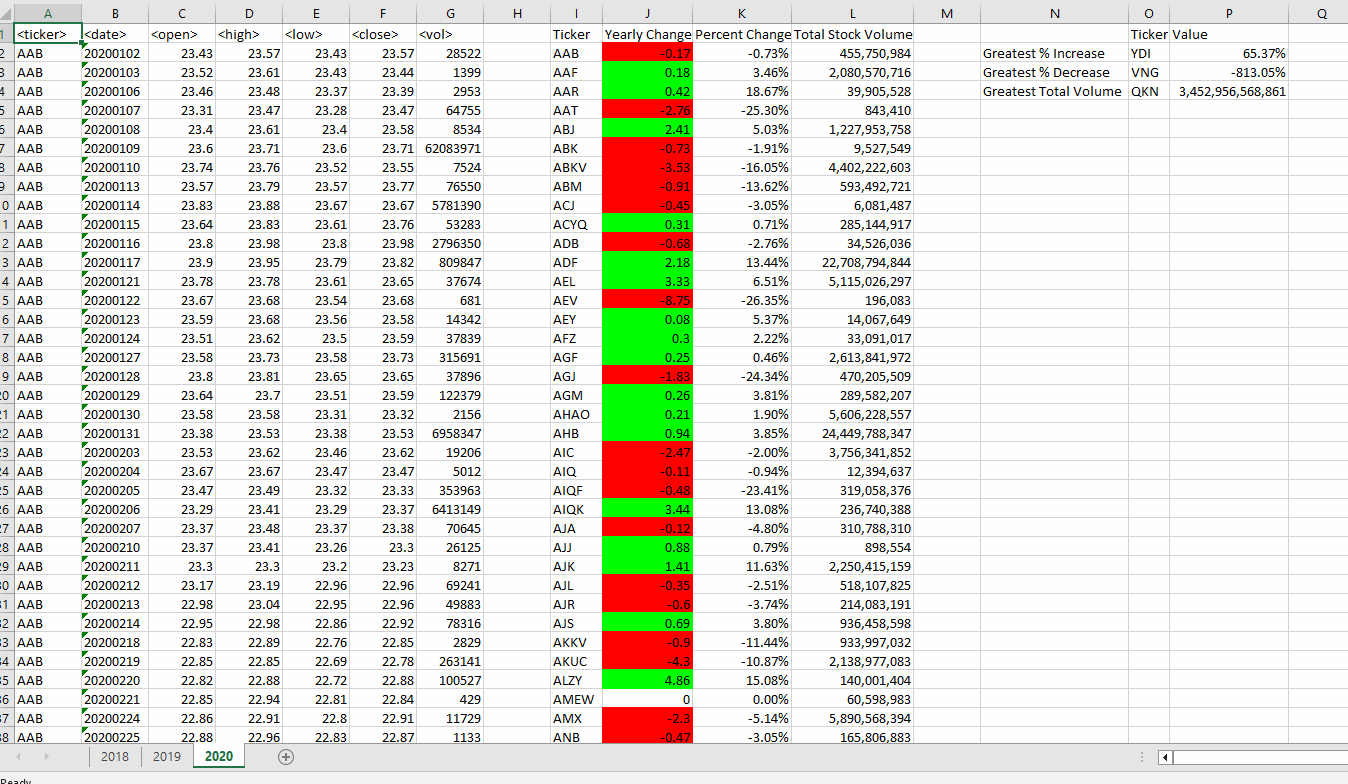 A B C D E F G H I J K L M N O P Q
1 <ticker> <date> <open> <high> <low> <close> <vol> Ticker Yearly Change Percent Change Total Stock Volume Ticker Value
2 AAB 20200102 23.43 23.57 23.43 23.57 28522 AAB -0.17 -0.73% 455,750,984 Greatest % Increase YDI 65.37%
3 AAB 20200103 23.52 23.61 23.43 23.44 1399 AAF 0.18 3.46% 2,080,570,716 Greatest % Decrease VNG -813.05%
4 AAB 20200106 23.46 23.48 23.37 23.39 2953 AAR 0.42 18.67% 39,905,528 Greatest Total Volume QKN 3,452,956,568,861
5 AAB 20200107 23.31 23.47 23.28 23.47 64755 AAT -2.76 -25.30% 843,410
6 AAB 20200108 23.4 23.61 23.4 23.58 8534 ABJ 2.41 5.03% 1,227,953,758
7 AAB 20200109 23.6 23.71 23.6 23.71 62083971 ABK -0.73 -1.91% 9,527,549
8 AAB 20200110 23.74 23.76 23.52 23.55 7524 ABKV -3.53 -16.05% 4,402,222,603
9 AAB 20200113 23.57 23.79 23.57 23.77 76550 ABM -0.91 -13.62% 593,492,721
0 AAB 20200114 23.83 23.88 23.67 23.67 5781390 ACJ -0.45 -3.05% 6,081,487
1 AAB 20200115 23.64 23.83 23.61 23.76 53283 ACYQ 0.31 0.71% 285,144,917
2 AAB 20200116 23.8 23.98 23.8 23.98 2796350 ADB -0.68 -2.76% 34,526,036
3 AAB 20200117 23.9 23.95 23.79 23.82 809847 ADF 2.18 13.44% 22,708,794,844
4 AAB 20200121 23.78 23.78 23.61 23.65 37674 AEL 3.33 6.51% 5,115,026,297
5 AAB 20200122 23.67 23.68 23.54 23.68 681 AEV -8.75 -26.35% 196,083
6 AAB 20200123 23.59 23.68 23.56 23.58 14342 AEY 0.08 5.37% 14,067,649
7 AAB 20200124 23.51 23.62 23.5 23.59 37839 AFZ 0.3 2.22% 33,091,017
8 AAB 20200127 23.58 23.73 23.58 23.73 315691 AGF 0.25 0.46% 2,613,841,972
9 AAB 20200128 23.8 23.81 23.65 23.65 37896 AGJ -1.83 -24.34% 470,205,509
20 AAB 20200129 23.64 23.7 23.51 23.59 122379 AGM 0.26 3.81% 289,582,207
21 AAB 20200130 23.58 23.58 23.31 23.32 2156 AHAO 0.21 1.90% 5,606,228,557
22 AAB 20200131 23.38 23.53 23.38 23.53 6958347 AHB 0.94 3.85% 24,449,788,347
23 AAB 20200203 23.53 23.62 23.46 23.62 19206 AIC -2.47 -2.00% 3,756,341,852
24 AAB 20200204 23.67 23.67 23.47 23.47 5012 AIQ -0.11 -0.94% 12,394,637
25 AAB 20200205 23.47 23.49 23.32 23.33 353963 AIQF -0.48 -23.41% 319,058,376
26 AAB 20200206 23.29 23.41 23.29 23.37 6413149 AIQK 3.44 13.08% 236,740,388
27 AAB 20200207 23.37 23.48 23.37 23.38 70645 AJA -0.12 -4.80% 310,788,310
28 AAB 20200210 23.37 23.41 23.26 23.3 26125 AJJ 0.88 0.79% 898,554
29 AAB 20200211 23.3 23.3 23.2 23.23 8271 AJK 1.41 11.63% 2,250,415,159
30 AAB 20200212 23.17 23.19 22.96 22.96 69241 AJL -0.35 -2.51% 518,107,825
31 AAB 20200213 22.98 23.04 22.95 22.96 49883 AJR -0.6 -3.74% 214,083,191
32 AAB 20200214 22.95 22.98 22.86 22.92 78316 AJS 0.69 3.80% 936,458,598
33 AAB 20200218 22.83 22.89 22.76 22.85 2829 AKKV -0.9 -11.44% 933,997,032
34 AAB 20200219 22.85 22.85 22.69 22.78 263141 AKUC -4.3 -10.87% 2,138,977,083
35 AAB 20200220 22.82 22.88 22.72 22.88 100527 ALZY 4.86 15.08% 140,001,404
36 AAB 20200221 22.85 22.94 22.81 22.84 429 AMEW 0 0.00% 60,598,983
37 AAB 20200224 22.86 22.91 22.8 22.91 11729 AMX -2.3 -5.14% 5,890,568,394
38 AAB 20200225 22.88 22.96 22.83 22.87 1133 ANB -0.47 -3.05% 165,806,883
2018 2019 2020
Ready